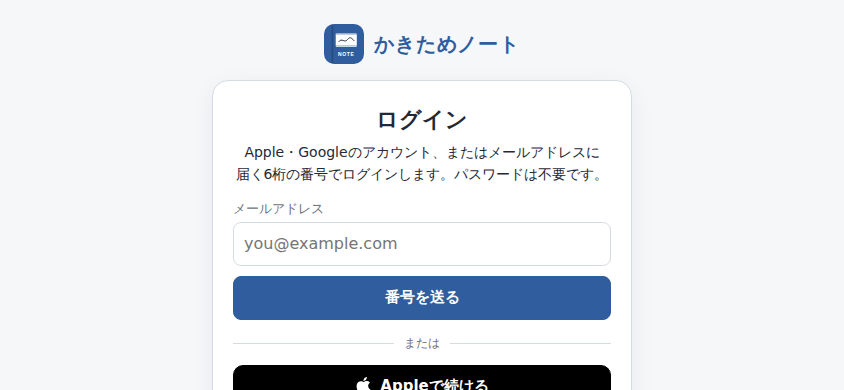 NOTE
かきためノート
ログイン
Apple・Googleのアカウント、またはメールアドレスに
届く6桁の番号でログインします。パスワードは不要です。
メールアドレス
you@example.com
番号を送る
または
Appleで続ける